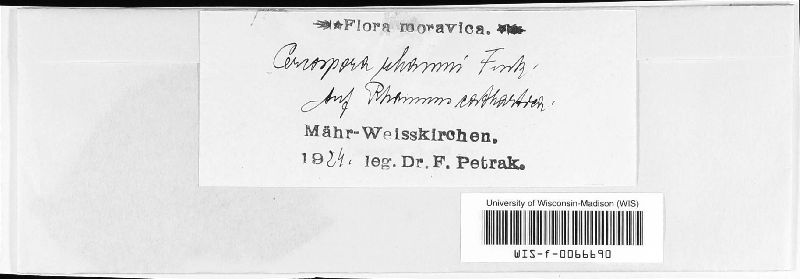 Flora moravica.
Cercospora rhamni Fuck.
Auf Rhamnus cathartica.
Mähr-Weisskirchen.
1924. leg. Dr. F. Petrak.
University of Wisconsin-Madison (WIS)
WIS-f-0066690